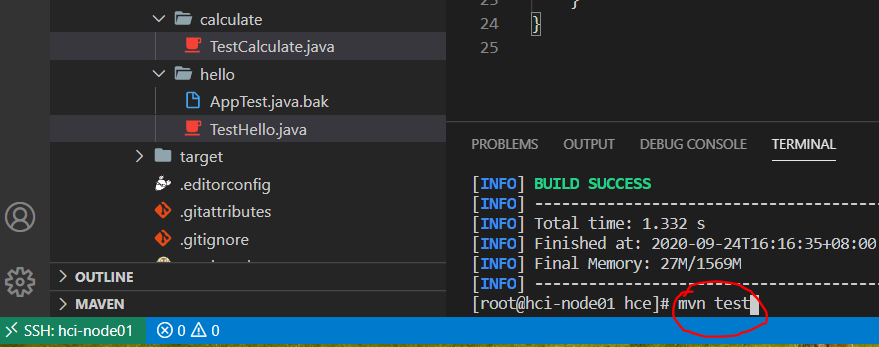 calculate
TestCalculate.java
hello
AppTest.java.bak
TestHello.java
target
.editorconfig
.gitattributes
.gitignore
OUTLINE
MAVEN
SSH: hci-node01
0 0
24 }
25
PROBLEMS OUTPUT DEBUG CONSOLE TERMINAL
[INFO] BUILD SUCCESS
[INFO] ----------------------------------------
[INFO] Total time: 1.332 s
[INFO] Finished at: 2020-09-24T16:16:35+08:00
[INFO] Final Memory: 27M/1569M
[INFO] ----------------------------------------
[root@hci-node01 hce]# mvn test